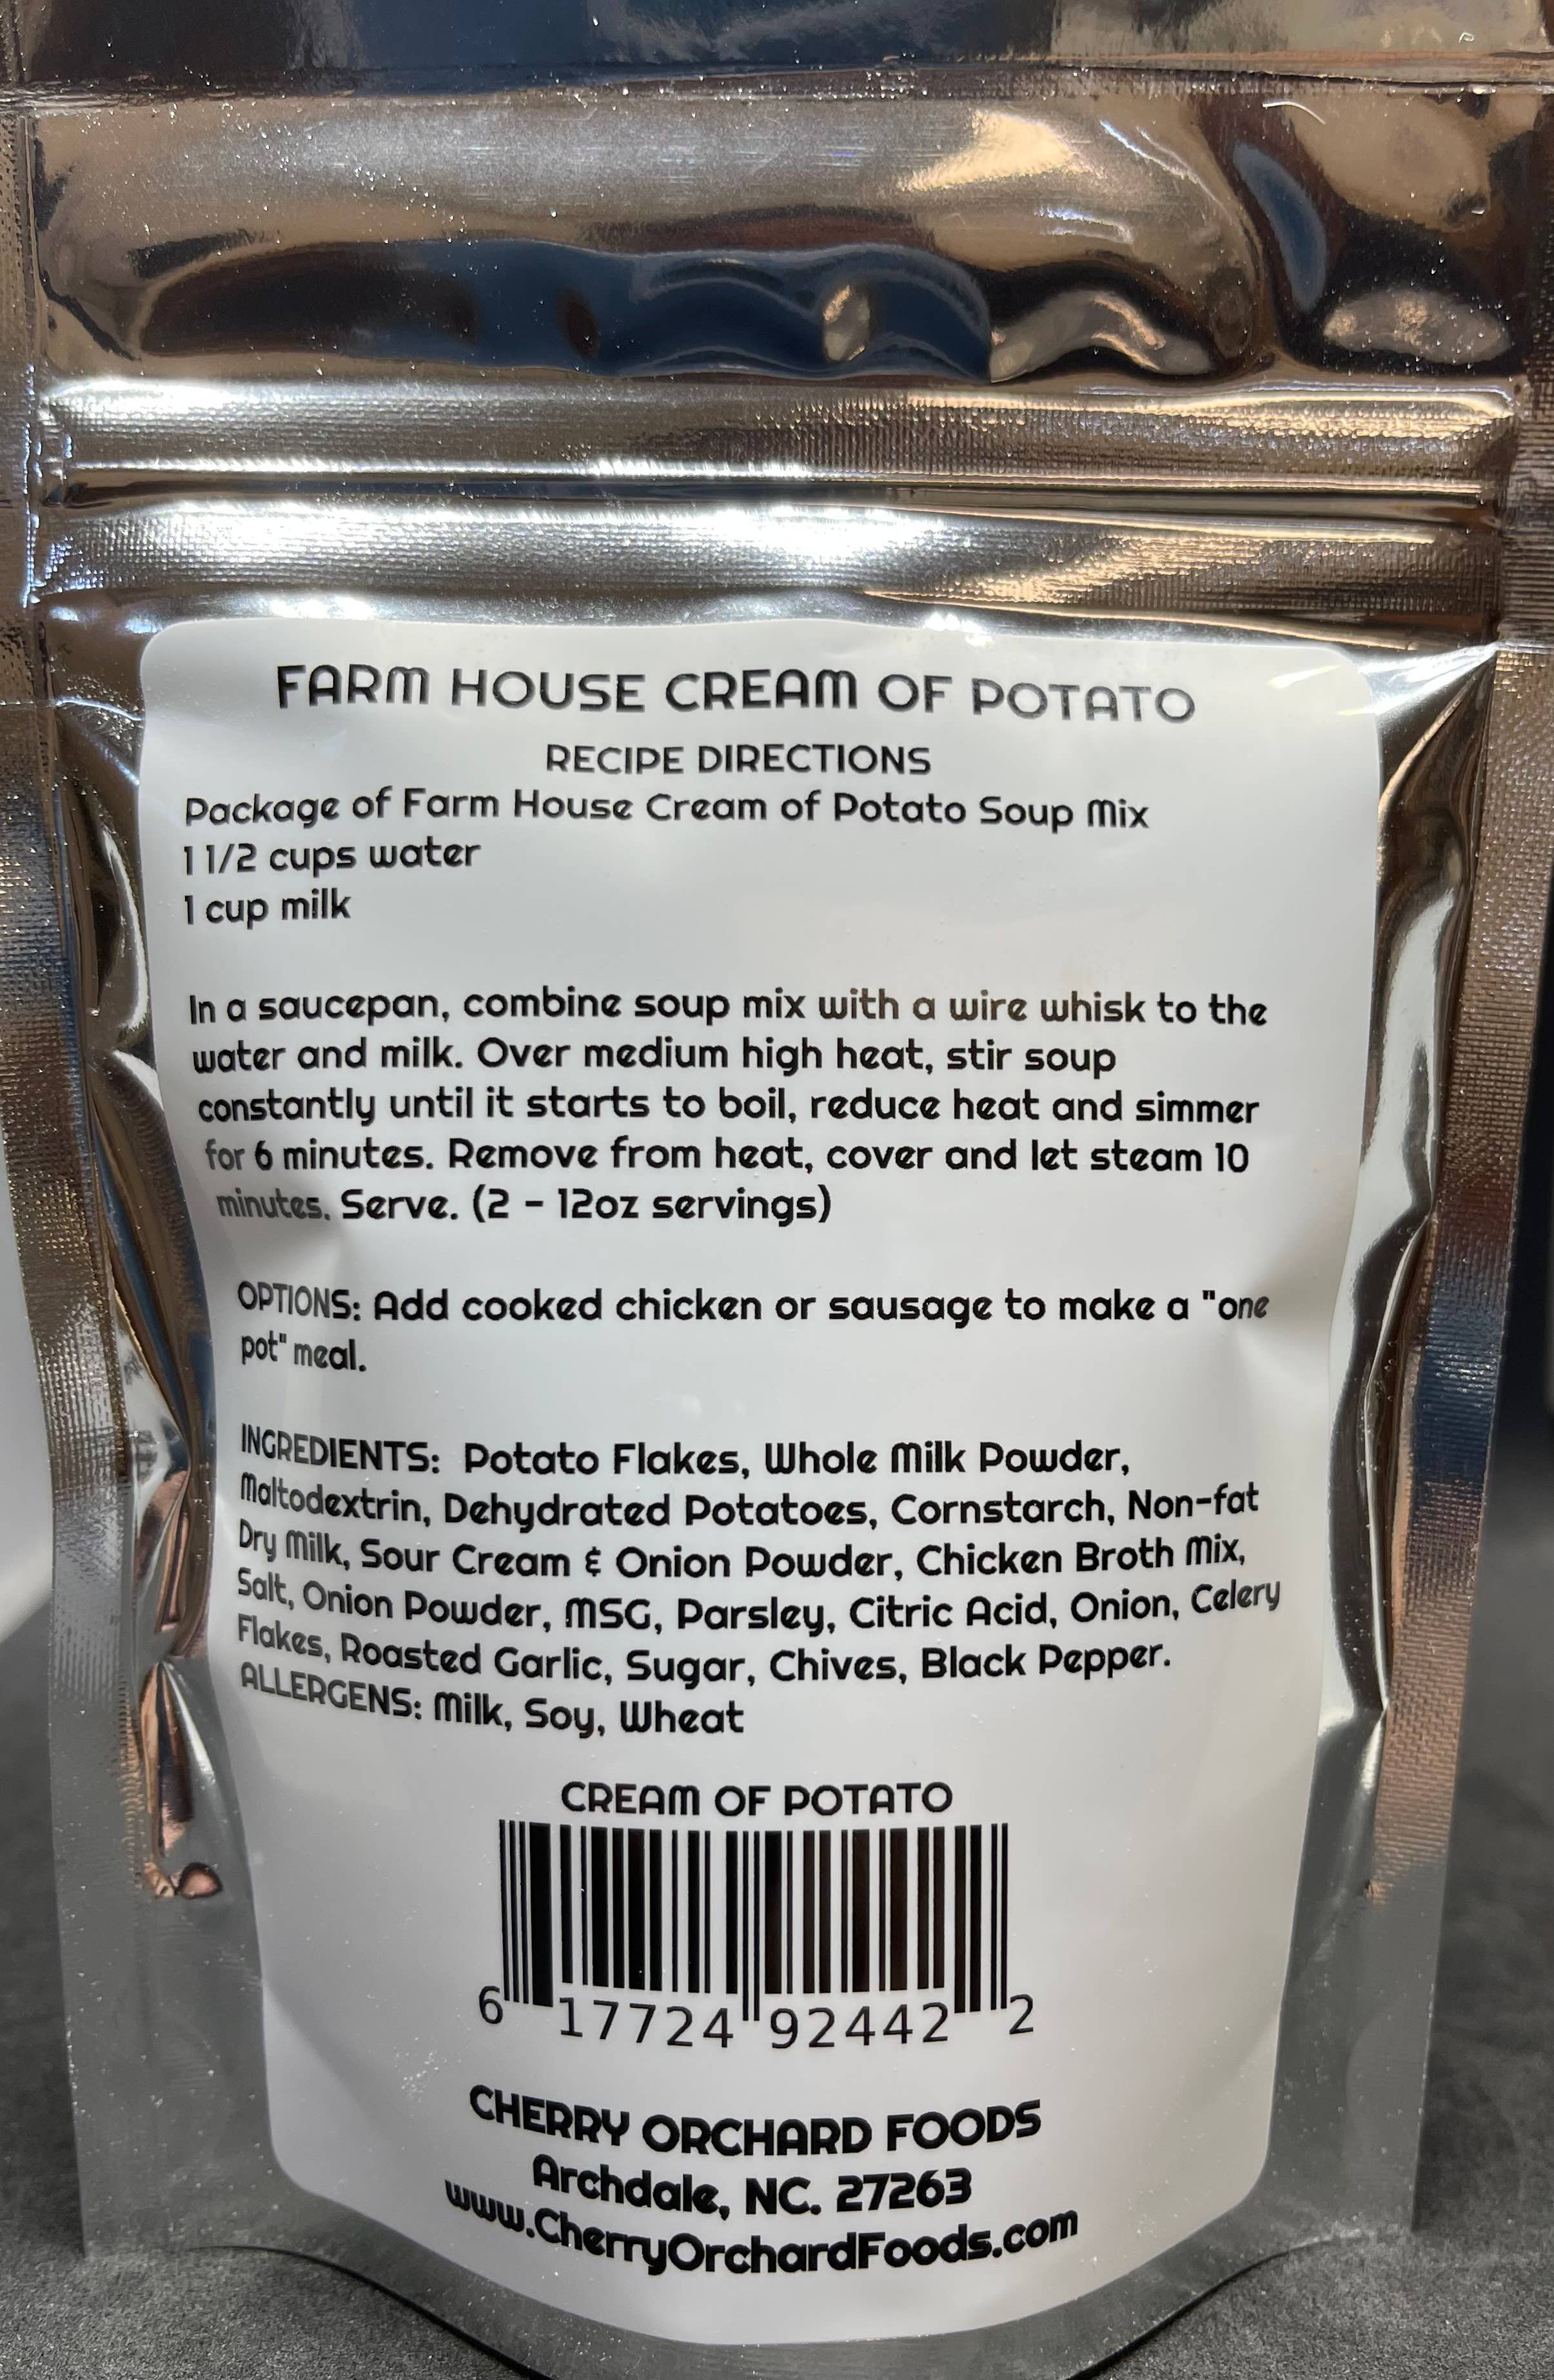 FARM HOUSE CREAM OF POTATO
RECIPE DIRECTIONS
Package of Farm House Cream of Potato Soup Mix
1 1/2 cups water
1 cup milk
In a saucepan, combine soup mix with a wire whisk to the
water and milk. Over medium high heat, stir soup
constantly until it starts to boil, reduce heat and simmer
for 6 minutes. Remove from heat, cover and let steam 10
minutes. Serve. (2 - 12oz servings)
OPTIONS: Add cooked chicken or sausage to make a "one
pot" meal.
INGREDIENTS: Potato Flakes, Whole Milk Powder,
Maltodextrin, Dehydrated Potatoes, Cornstarch, Non-fat
Dry Milk, Sour Cream & Onion Powder, Chicken Broth Mix,
Salt, Onion Powder, MSG, Parsley, Citric Acid, Onion, Celery
Flakes, Roasted Garlic, Sugar, Chives, Black Pepper.
ALLERGENS: Milk, Soy, Wheat
CREAM OF POTATO
6 17724 92442 2
CHERRY ORCHARD FOODS
Archdale, NC. 27263
www.CherryOrchardFoods.com